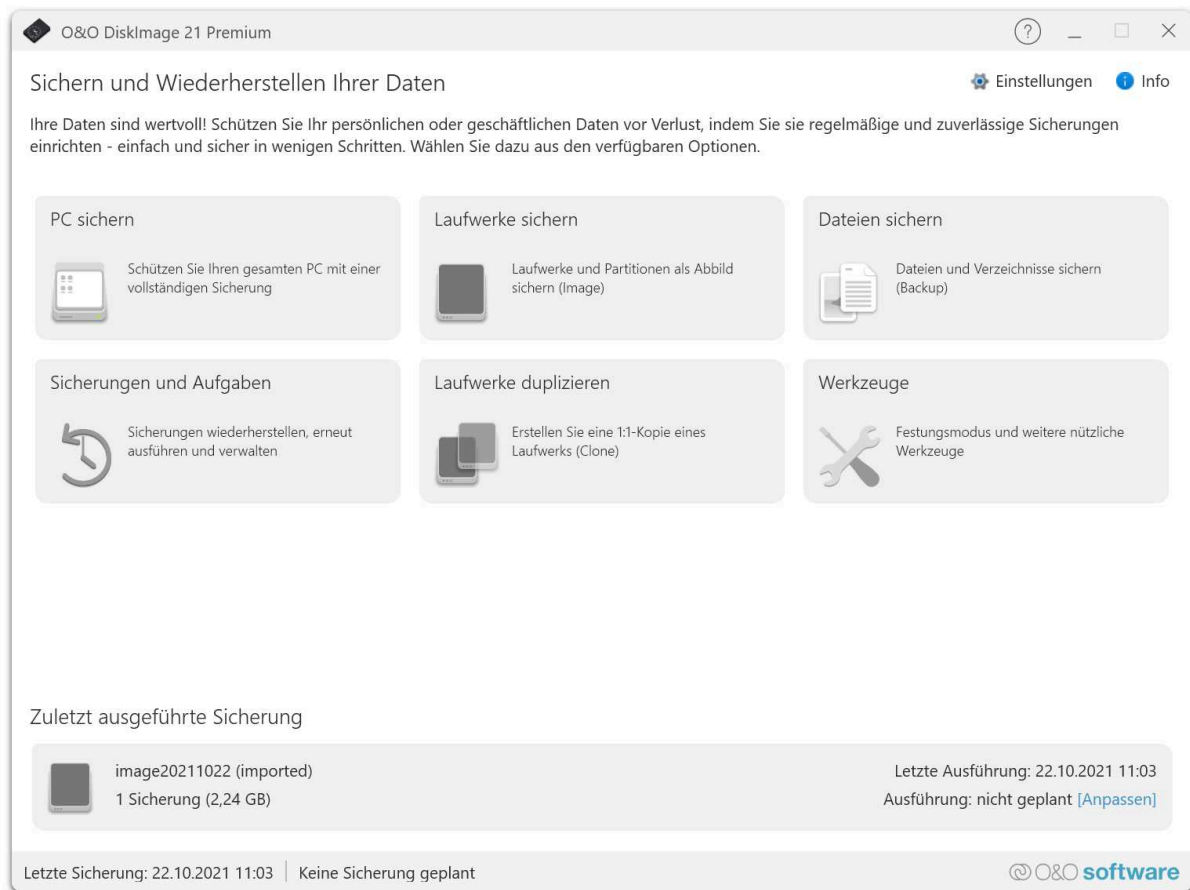 O&O DiskImage 21 Premium
?
Sichern und Wiederherstellen Ihrer Daten
Einstellungen
Info
Ihre Daten sind wertvoll! Schützen Sie Ihr persönlichen oder geschäftlichen Daten vor Verlust, indem Sie sie regelmäßige und zuverlässige Sicherungen
einrichten - einfach und sicher in wenigen Schritten. Wählen Sie dazu aus den verfügbaren Optionen.
PC sichern
Schützen Sie Ihren gesamten PC mit einer
vollständigen Sicherung
Laufwerke sichern
Laufwerke und Partitionen als Abbild
sichern (Image)
Dateien sichern
Dateien und Verzeichnisse sichern
(Backup)
Sicherungen und Aufgaben
Sicherungen wiederherstellen, erneut
ausführen und verwalten
Laufwerke duplizieren
Erstellen Sie eine 1:1-Kopie eines
Laufwerks (Clone)
Werkzeuge
Festungsmodus und weitere nützliche
Werkzeuge
Zuletzt ausgeführte Sicherung
image20211022 (imported)
1 Sicherung (2,24 GB)
Letzte Ausführung: 22.10.2021 11:03
Ausführung: nicht geplant [Anpassen]
Letzte Sicherung: 22.10.2021 11:03
Keine Sicherung geplant
O&O software